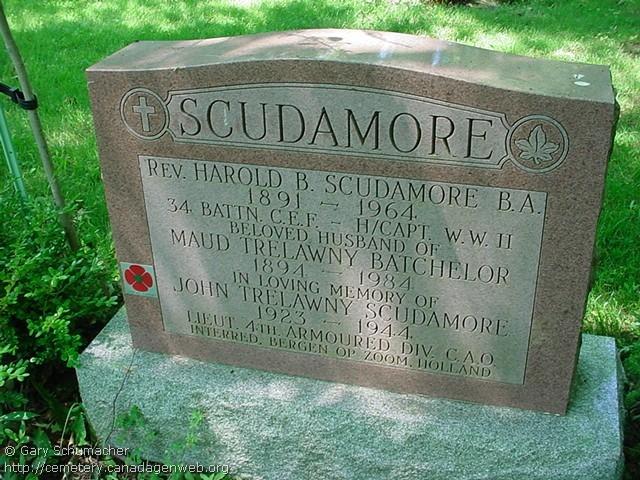 SCUDAMORE
REV. HAROLD B. SCUDAMORE B.A.
1891 - 1964
34 BATTN. C.E.F. - H/CAPT. W.W. II
BELOVED HUSBAND OF
MAUD TRELAWNY BATCHELOR
1894 - 1984
IN LOVING MEMORY OF
JOHN TRELAWNY SCUDAMORE
1923 - 1944
LIEUT. 4TH ARMOURED DIV. C.A.O.
INTERRED, BERGEN OP ZOOM, HOLLAND
© Gary Schumacher
http://cemetery.canadagenweb.org